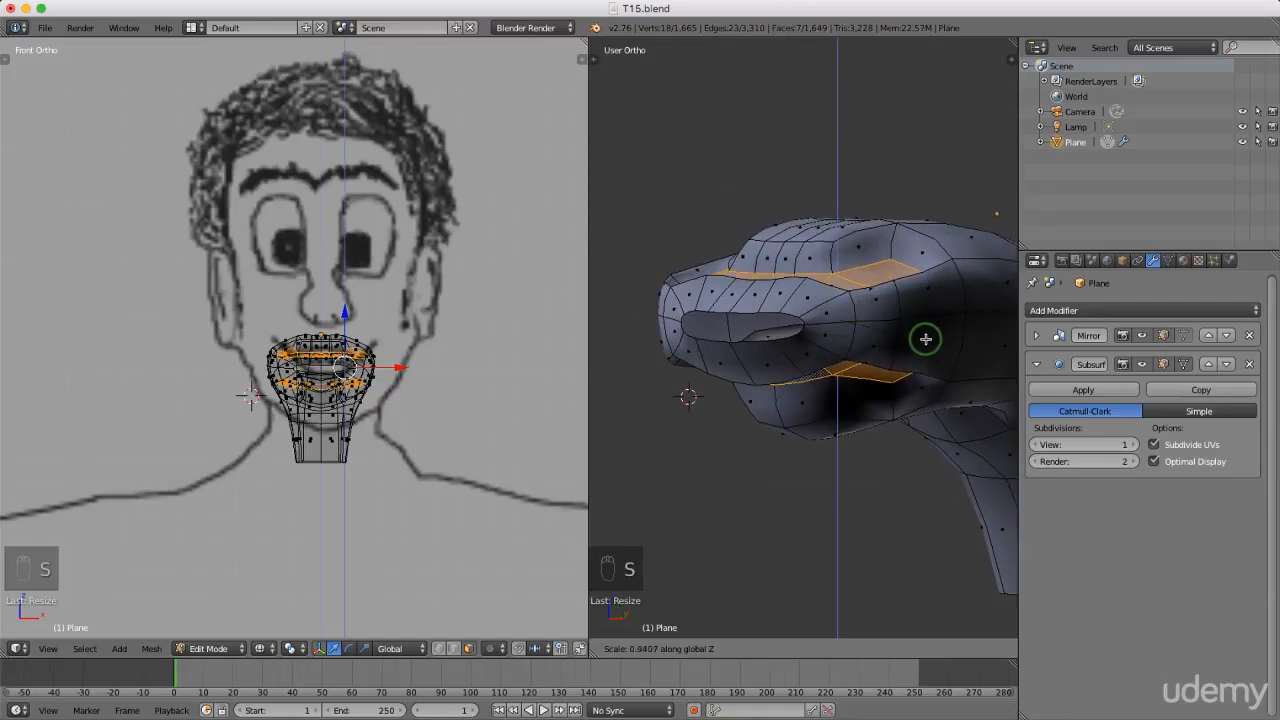 T15.blend
File Render Window Help Default Scene Blender Render v2.76 | Verts:18/1,665 | Edges:23/3,310 | Faces:7/1,649 | Tris:3,228 | Mem:22.57M | Plane
Front Ortho
User Ortho
View Search All Scenes
Scene
RenderLayers
World
Camera
Lamp
Plane
Plane
Add Modifier
Mirror
Subsurf
Apply Copy
Catmull-Clark Simple
Subdivisions: Options:
View: 1 Subdivide UVs
Render: 2 Optimal Display
S
S
Last: Resize
Last: Resize
z
x
y
(1) Plane
(1) Plane
View Select Add Mesh Edit Mode Global
Scale: 0.9407 along global Z
-50 -40 -30 -20 -10 0 10 20 30 40 50 60 70 80 90 100 110 120 130 140 150 160 170 180 190 200 210 220 230 240 250 260 270 280
View Marker Frame Playback Start: 1 End: 250 1 No Sync
udemy